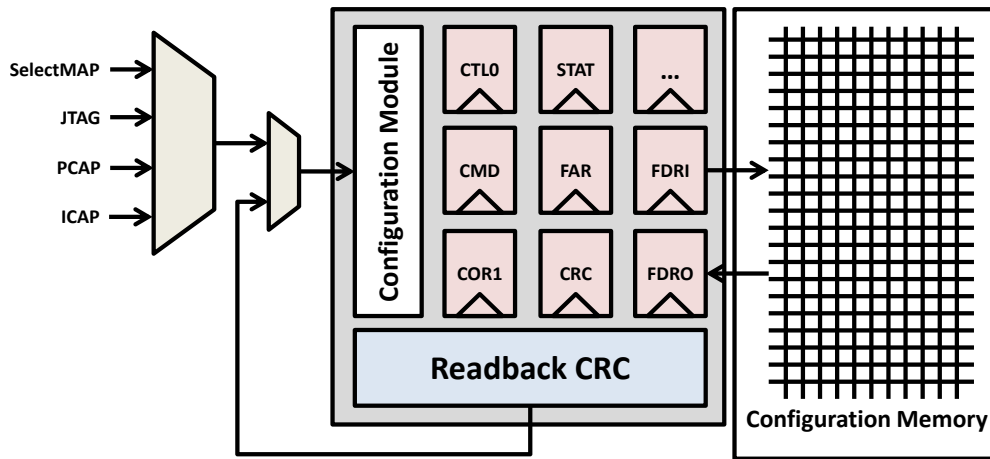 SelectMAP
JTAG
PCAP
ICAP
Configuration Module
CTL0
STAT
...
CMD
FAR
FDRI
COR1
CRC
FDRO
Readback CRC
Configuration Memory